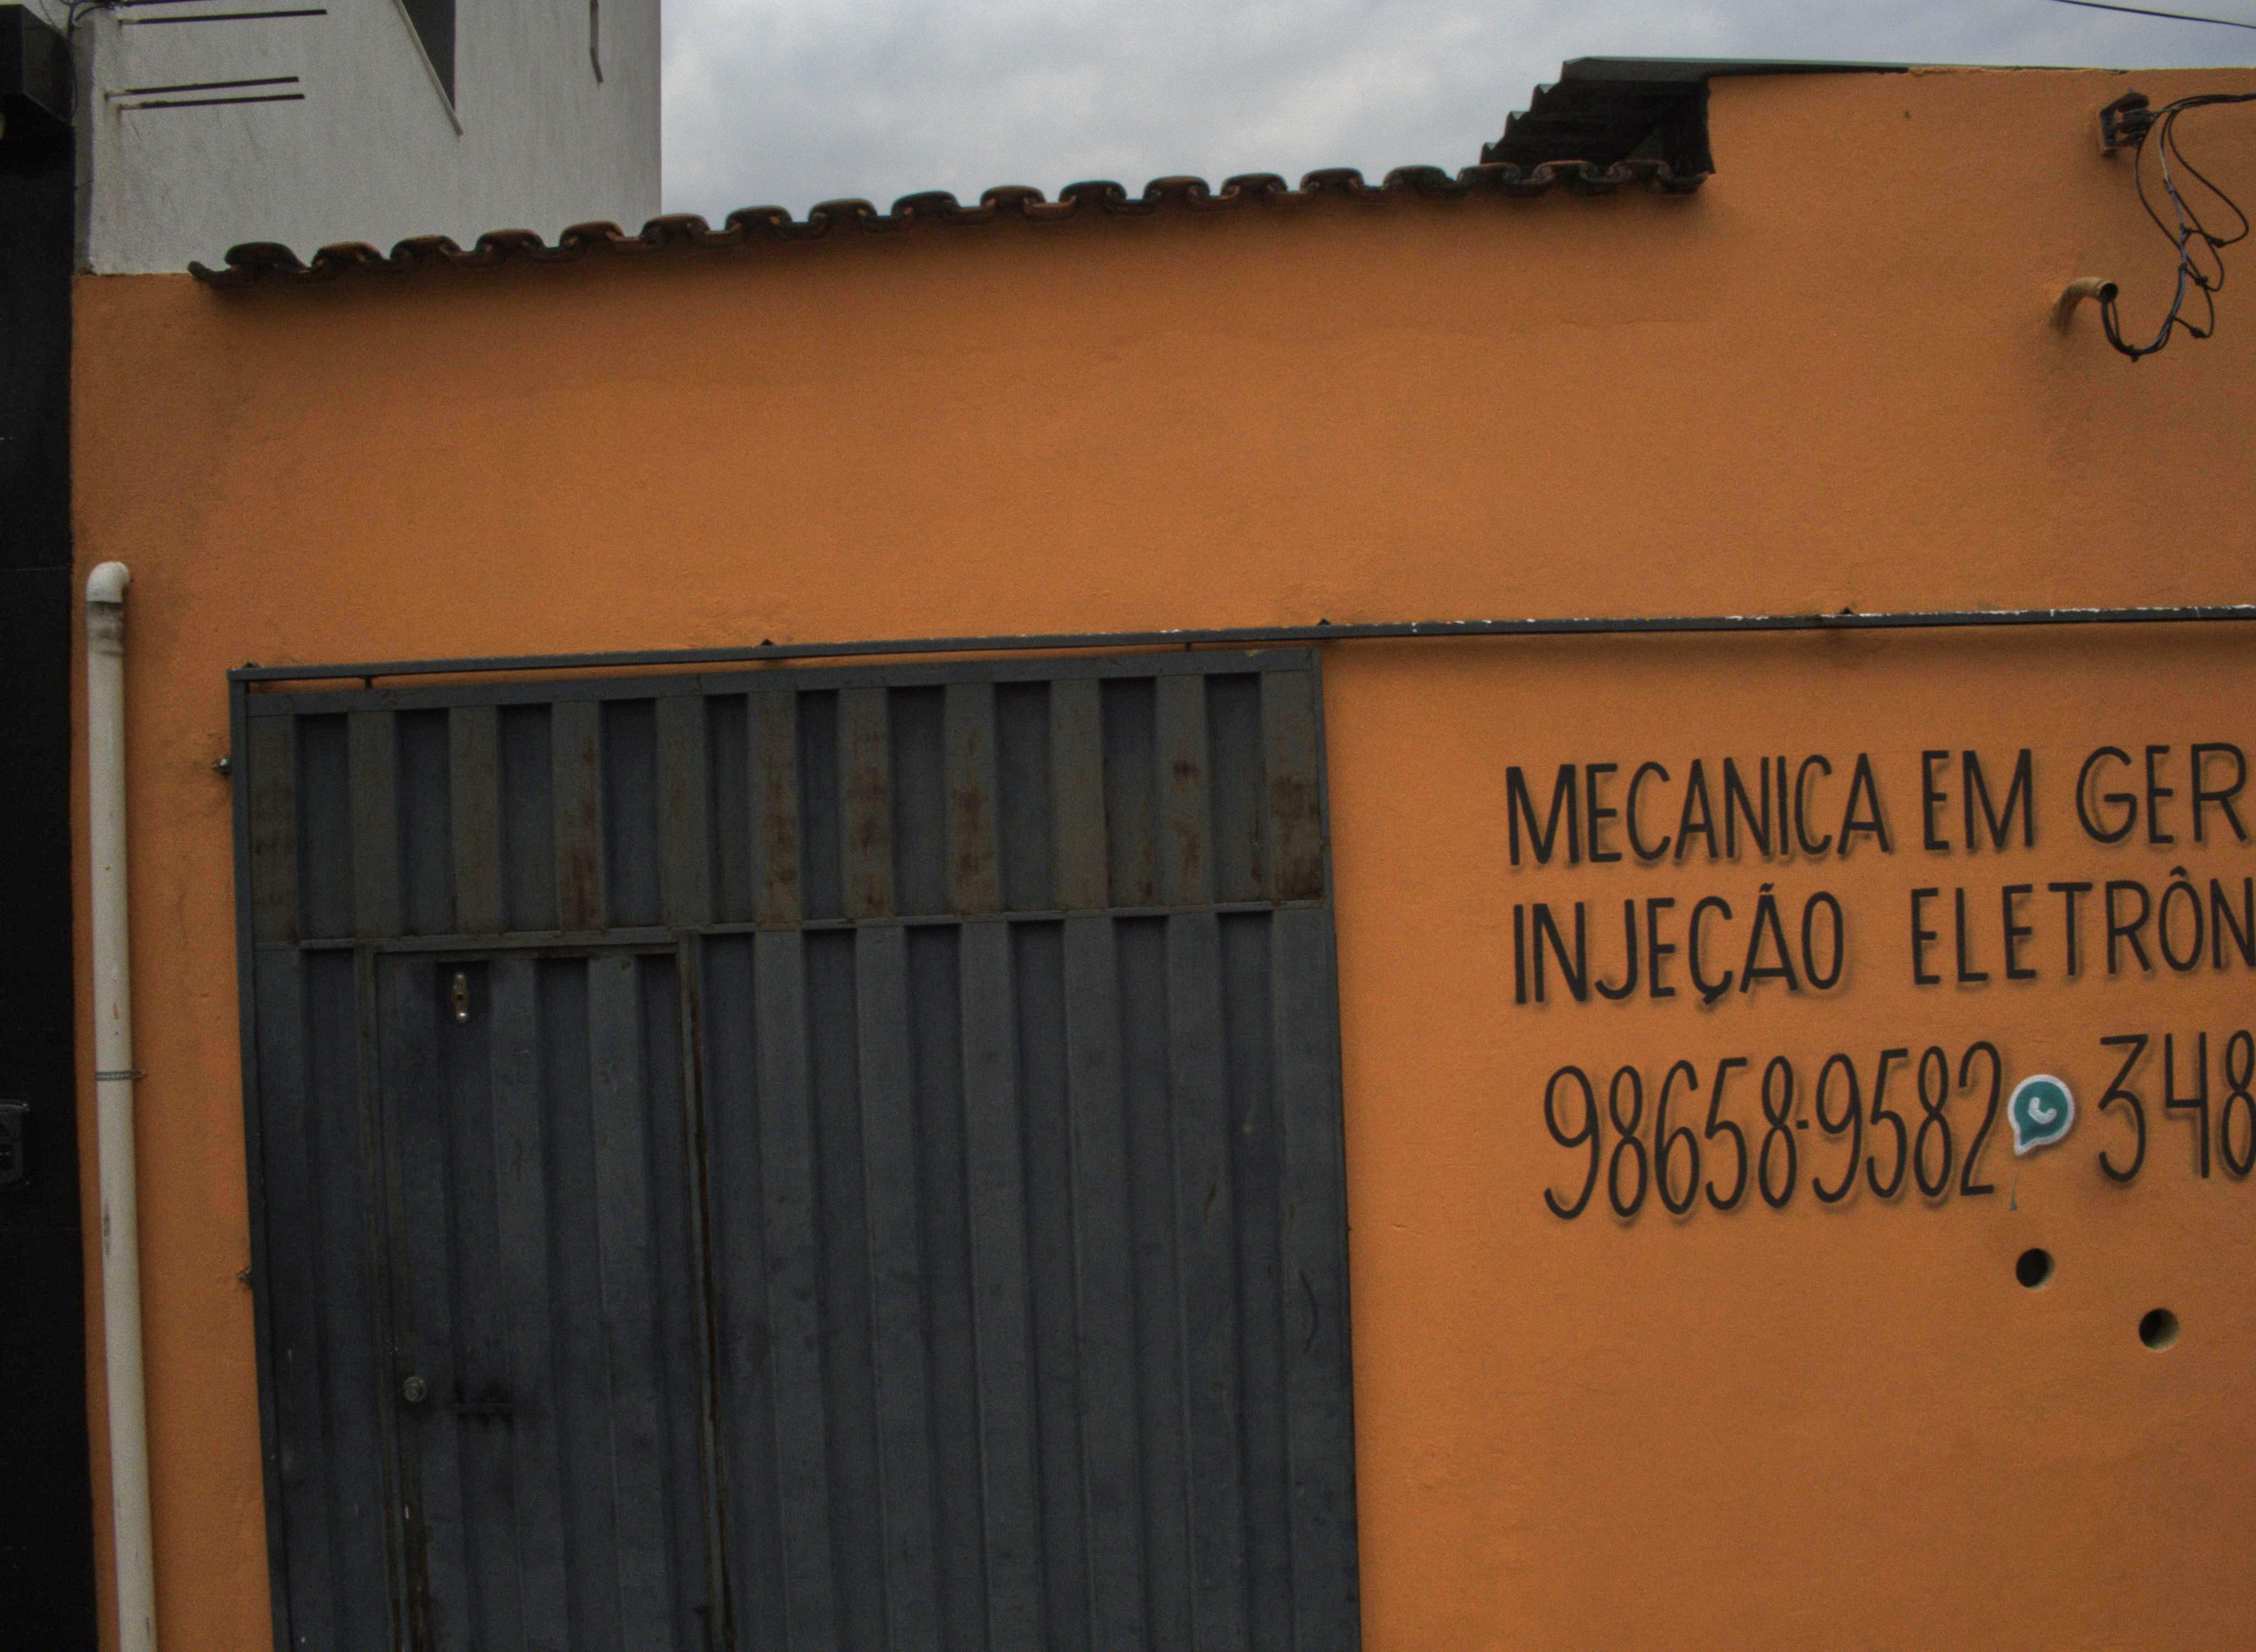 MECANICA EM GER
INJEÇÃO ELETRÔN
98658-9582 348